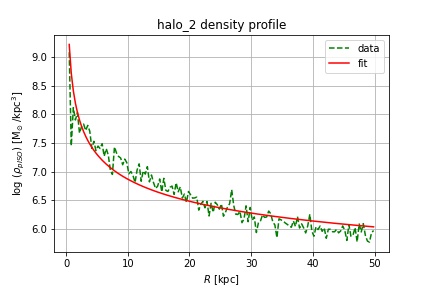 halo_2 density profile
data
fit
log (ρ_pISO) [M⊙/kpc³]
9.0
8.5
8.0
7.5
7.0
6.5
6.0
0 10 20 30 40 50
R [kpc]